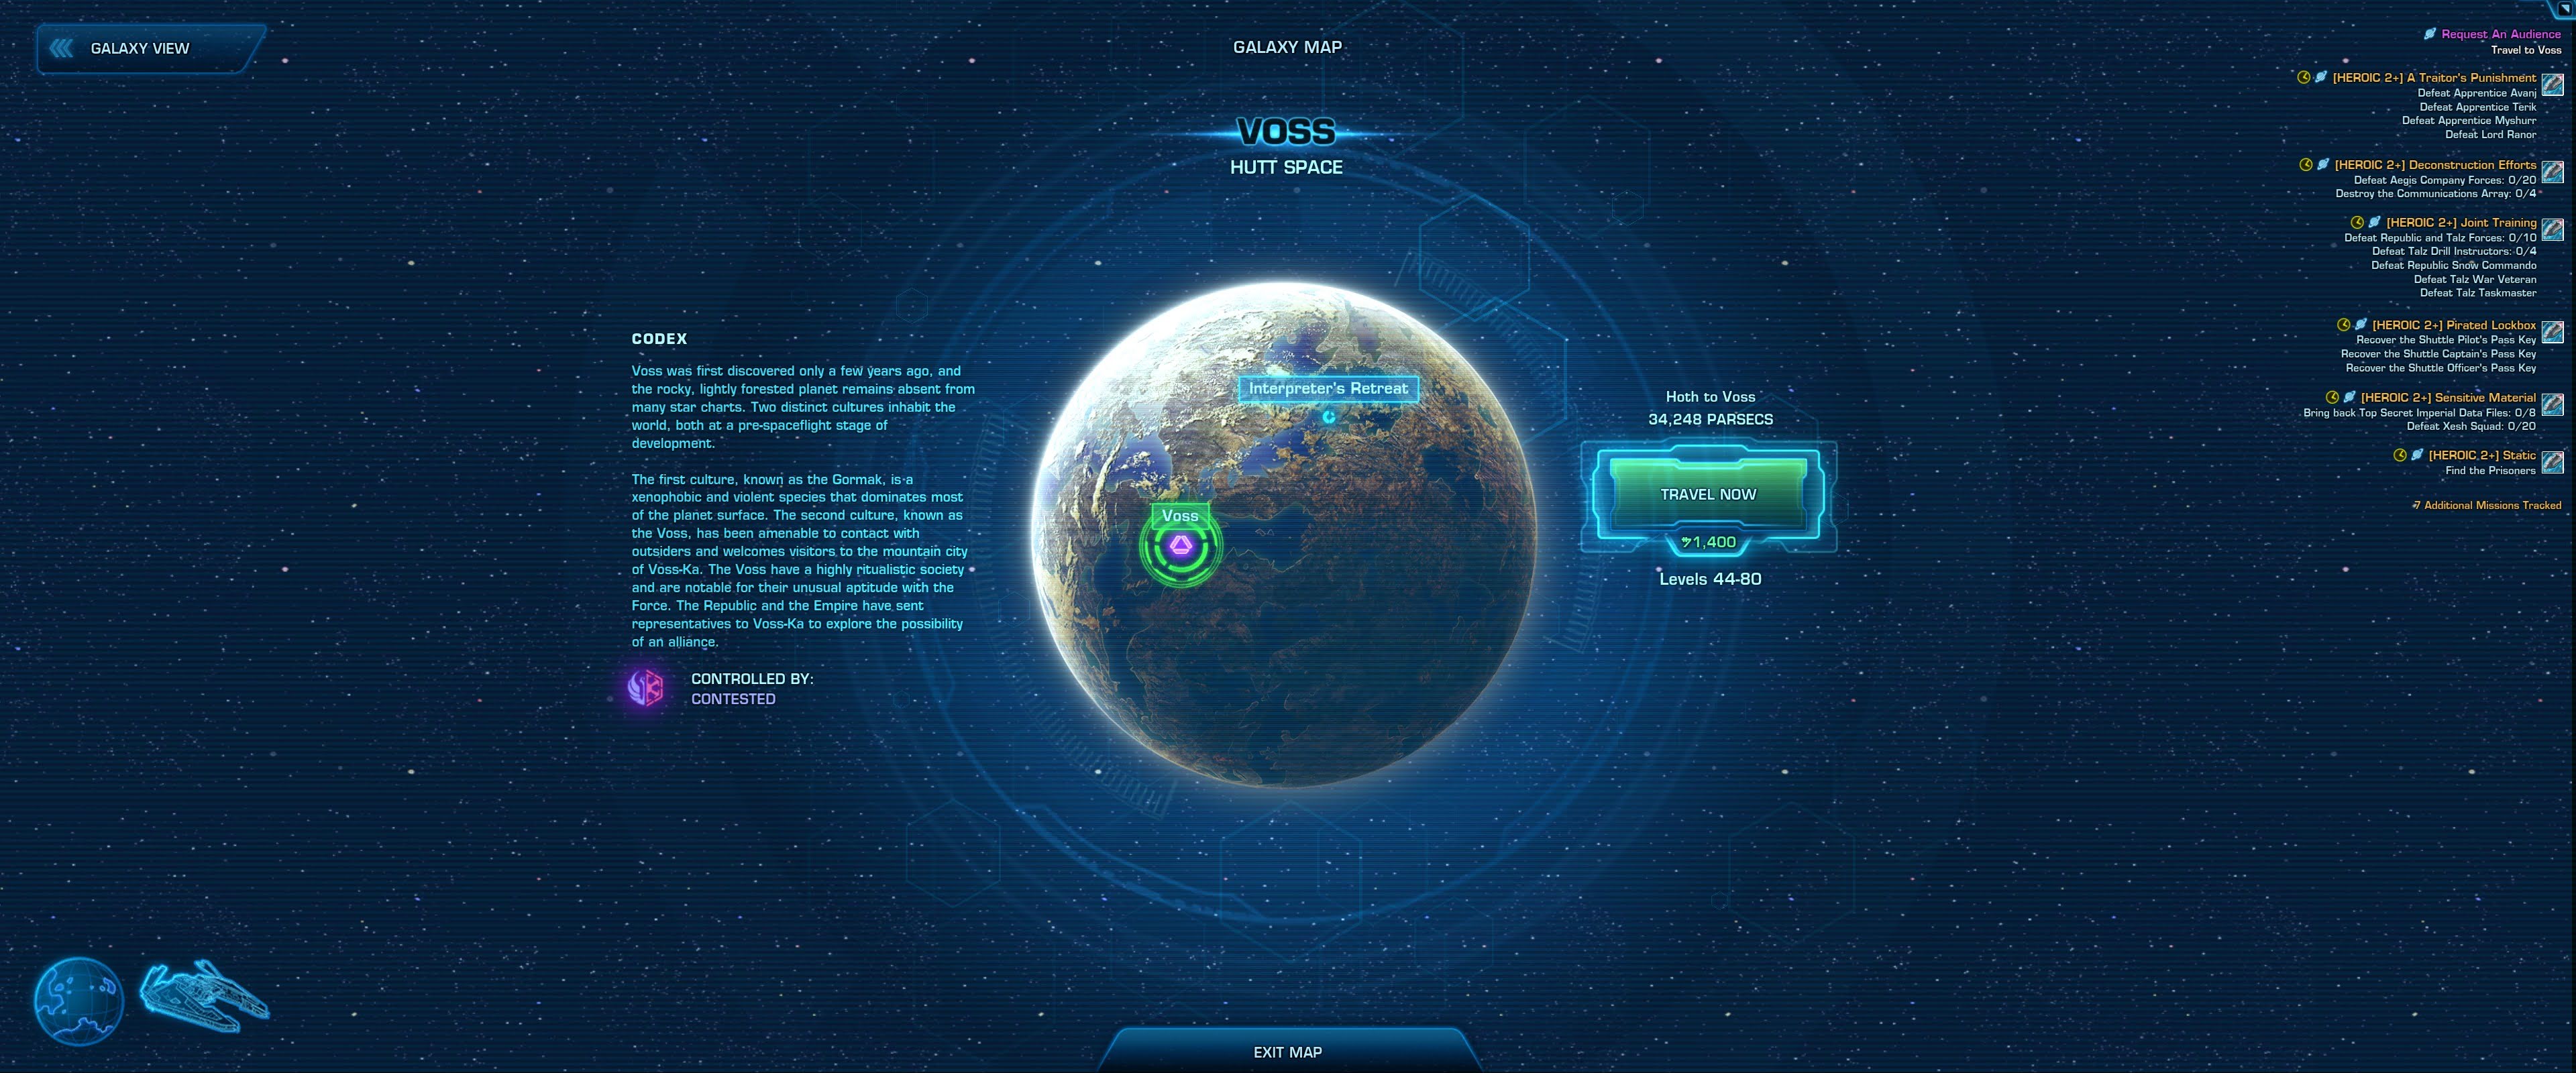 GALAXY VIEW
GALAXY MAP
VOSS
HUTT SPACE
CODEX
Voss was first discovered only a few years ago, and
the rocky, lightly forested planet remains absent from
many star charts. Two distinct cultures inhabit the
world, both at a pre-spaceflight stage of
development.
The first culture, known as the Gormak, is a
xenophobic and violent species that dominates most
of the planet surface. The second culture, known as
the Voss, has been amenable to contact with
outsiders and welcomes visitors to the mountain city
of Voss-Ka. The Voss have a highly ritualistic society
and are notable for their unusual aptitude with the
Force. The Republic and the Empire have sent
representatives to Voss-Ka to explore the possibility
of an alliance.
CONTROLLED BY:
CONTESTED
Interpreter's Retreat
Voss
Hoth to Voss
34,248 PARSECS
TRAVEL NOW
1,400
Levels 44-80
Request An Audience
Travel to Voss
[HEROIC 2+] A Traitor's Punishment
Defeat Apprentice Avanj
Defeat Apprentice Terik
Defeat Apprentice Myshurr
Defeat Lord Ranor
[HEROIC 2+] Deconstruction Efforts
Defeat Aegis Company Forces: 0/20
Destroy the Communications Array: 0/4
[HEROIC 2+] Joint Training
Defeat Republic and Talz Forces: 0/10
Defeat Talz Drill Instructors: 0/4
Defeat Republic Snow Commando
Defeat Talz War Veteran
Defeat Talz Taskmaster
[HEROIC 2+] Pirated Lockbox
Recover the Shuttle Pilot's Pass Key
Recover the Shuttle Captain's Pass Key
Recover the Shuttle Officer's Pass Key
[HEROIC 2+] Sensitive Material
Bring back Top Secret Imperial Data Files: 0/8
Defeat Xesh Squad: 0/20
[HEROIC 2+] Static
Find the Prisoners
7 Additional Missions Tracked
EXIT MAP